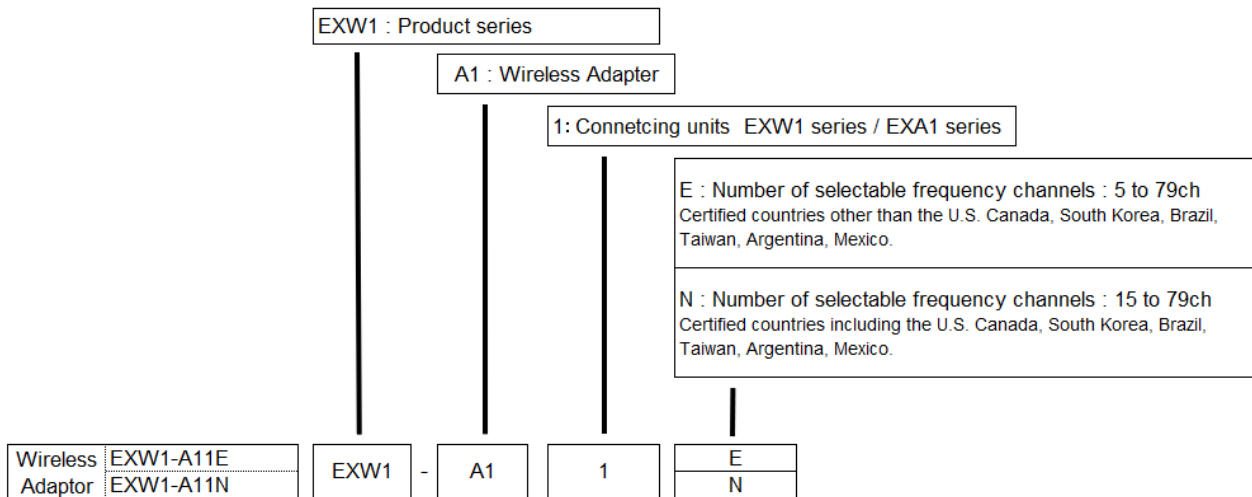 EXW1 : Product series
A1 : Wireless Adapter
1: Connetcing units  EXW1 series / EXA1 series
E : Number of selectable frequency channels : 5 to 79ch
Certified countries other than the U.S. Canada, South Korea, Brazil,
Taiwan, Argentina, Mexico.
N : Number of selectable frequency channels : 15 to 79ch
Certified countries including the U.S. Canada, South Korea, Brazil,
Taiwan, Argentina, Mexico.
Wireless EXW1-A11E EXW1 - A1 1 E
Adaptor EXW1-A11N N